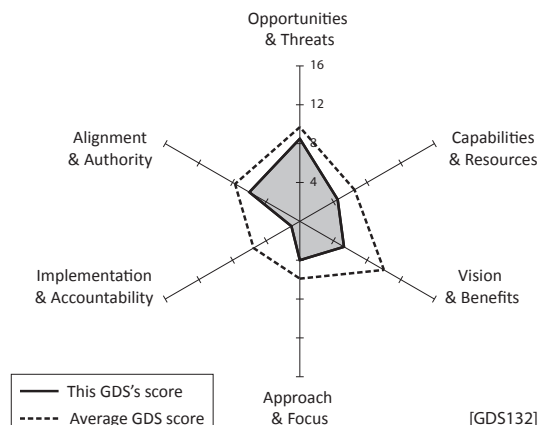 Opportunities
& Threats
16
12
8
4
Alignment
& Authority
Capabilities
& Resources
Implementation
& Accountability
Vision
& Benefits
Approach
& Focus
This GDS's score
Average GDS score
[GDS132]